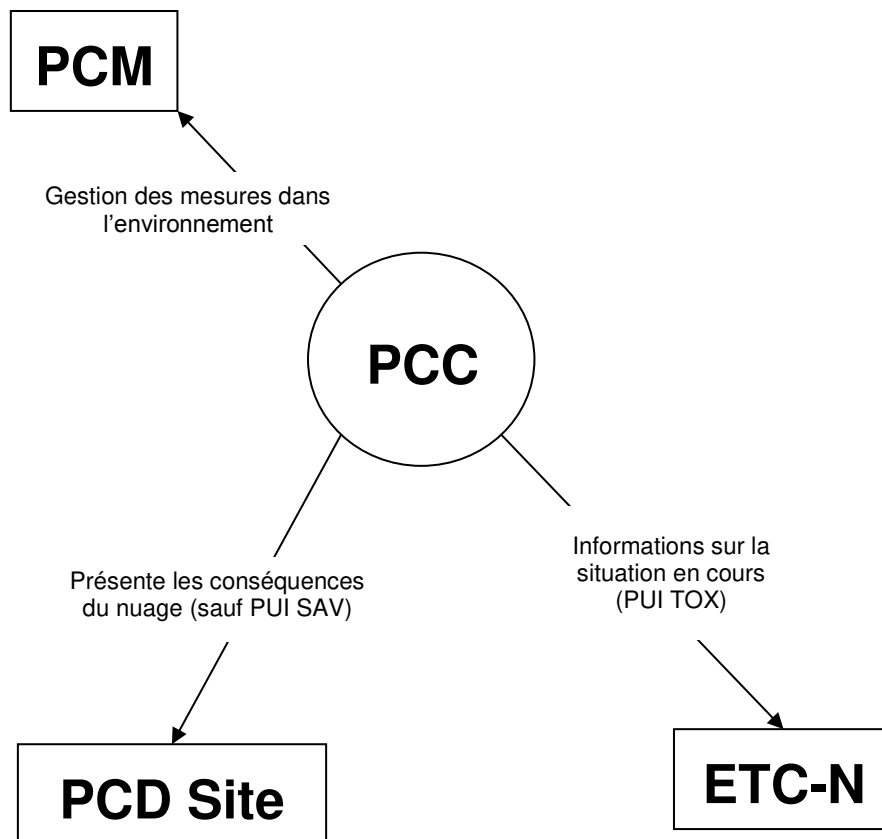 PCM
Gestion des mesures dans
l'environnement
PCC
Présente les conséquences
du nuage (sauf PUI SAV)
Informations sur la
situation en cours
(PUI TOX)
PCD Site
ETC-N